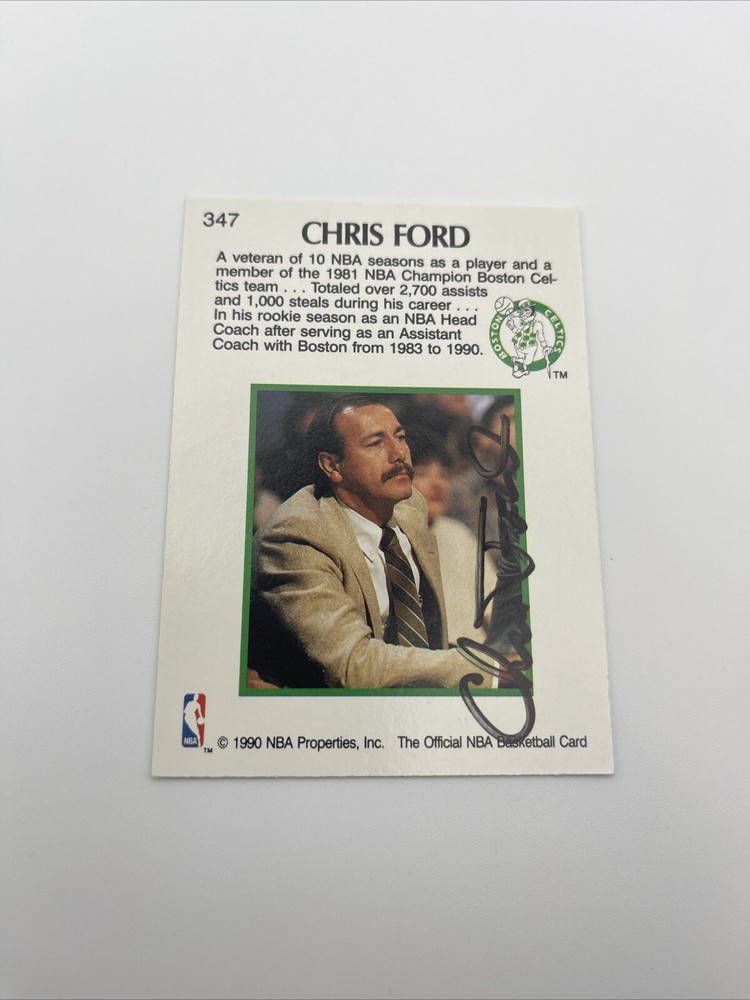 347
CHRIS FORD
A veteran of 10 NBA seasons as a player and a
member of the 1981 NBA Champion Boston Cel-
tics team . . . Totaled over 2,700 assists
and 1,000 steals during his career . . .
In his rookie season as an NBA Head
Coach after serving as an Assistant
Coach with Boston from 1983 to 1990.
BOSTON CELTICS
TM
Chris Ford
NBA
TM
© 1990 NBA Properties, Inc. The Official NBA Basketball Card